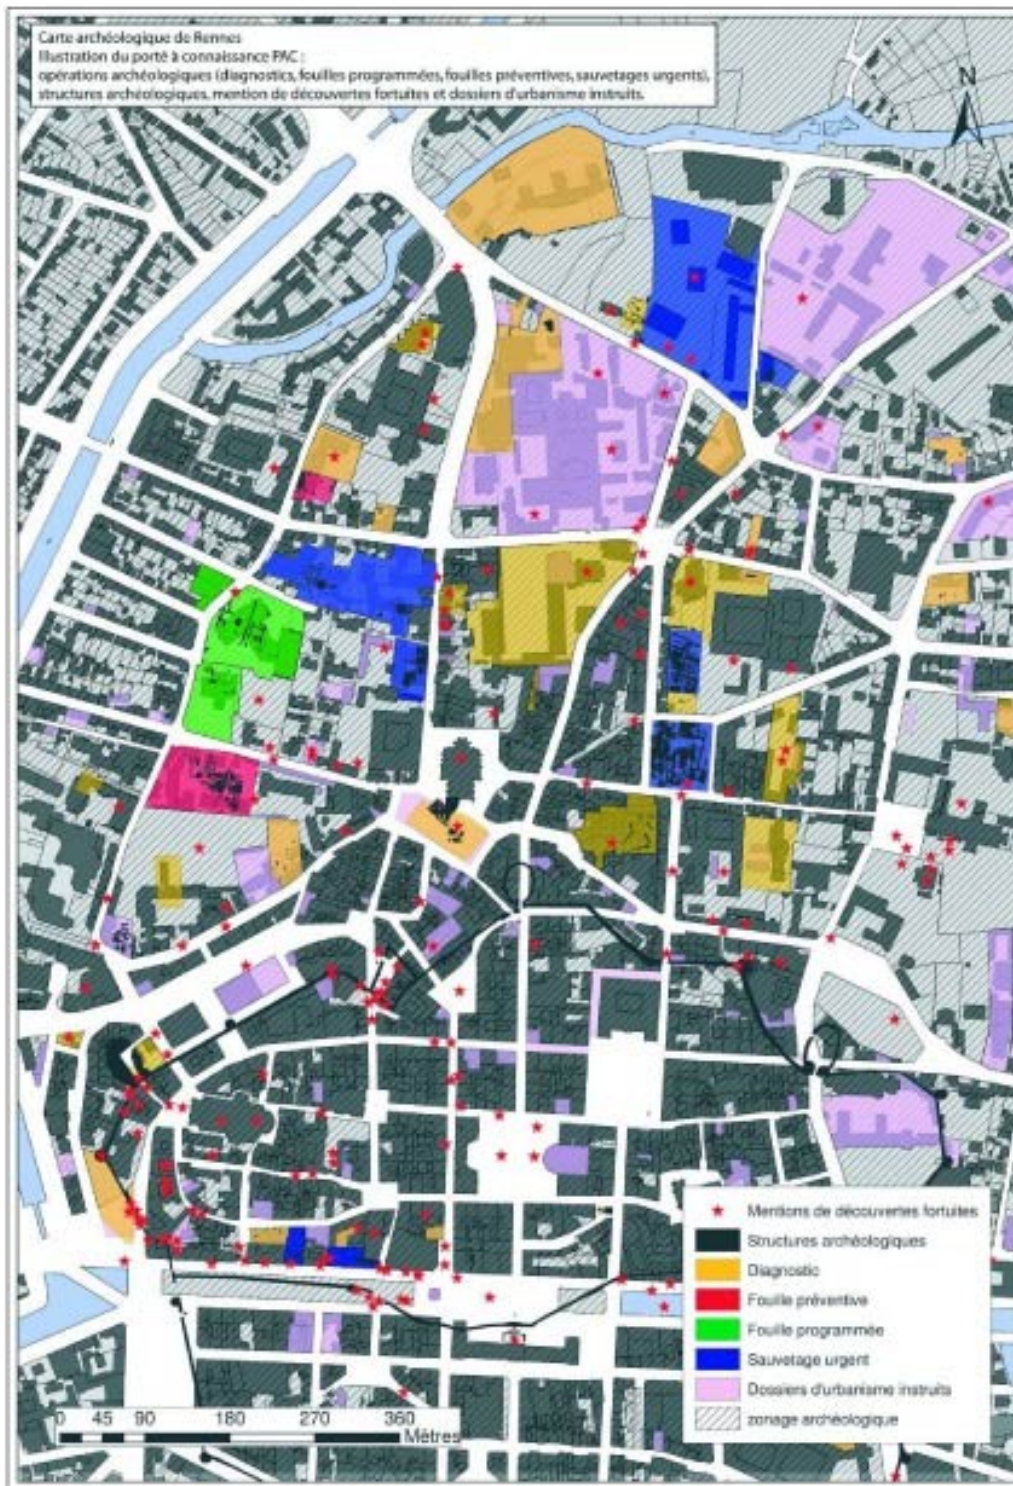 Carte archéologique de Rennes
Illustration du porté à connaissance PAC :
opérations archéologiques (diagnostics, fouilles programmées, fouilles préventives, sauvetages urgents),
structures archéologiques, mention de découvertes fortuites et dossiers d'urbanisme instruits.
N
Mentions de découvertes fortuites
Structures archéologiques
Diagnostic
Fouille préventive
Fouille programmée
Sauvetage urgent
Dossiers d'urbanisme instruits
zonage archéologique
0 45 90 180 270 360
Mètres